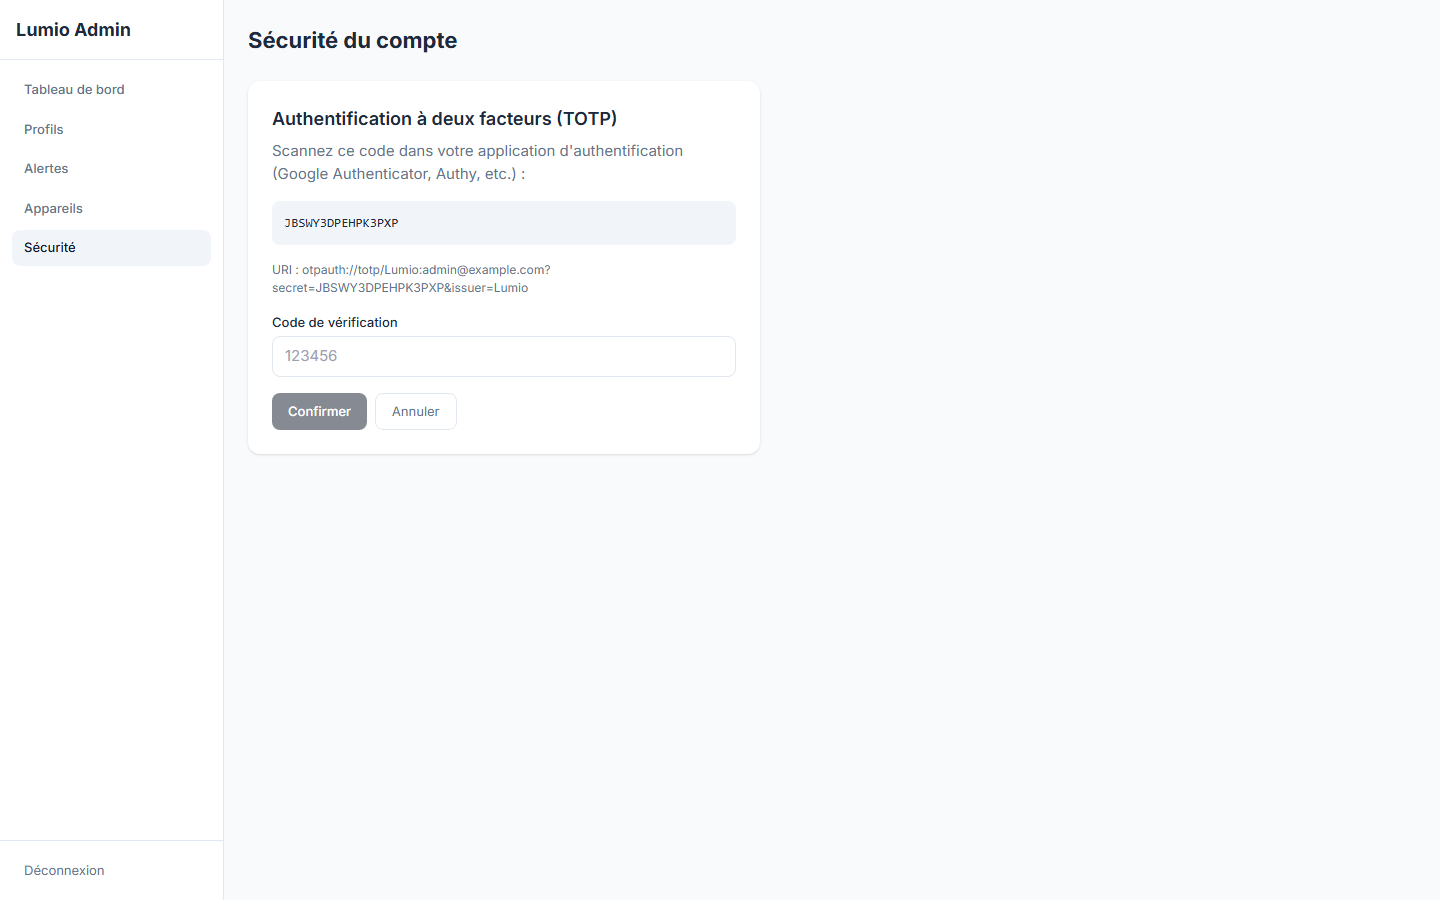 Lumio Admin
Tableau de bord
Profils
Alertes
Appareils
Sécurité
Déconnexion
Sécurité du compte
Authentification à deux facteurs (TOTP)
Scannez ce code dans votre application d'authentification
(Google Authenticator, Authy, etc.) :
JBSWY3DPEHPK3PXP
URI : otpauth://totp/Lumio:admin@example.com?
secret=JBSWY3DPEHPK3PXP&issuer=Lumio
Code de vérification
123456
Confirmer
Annuler